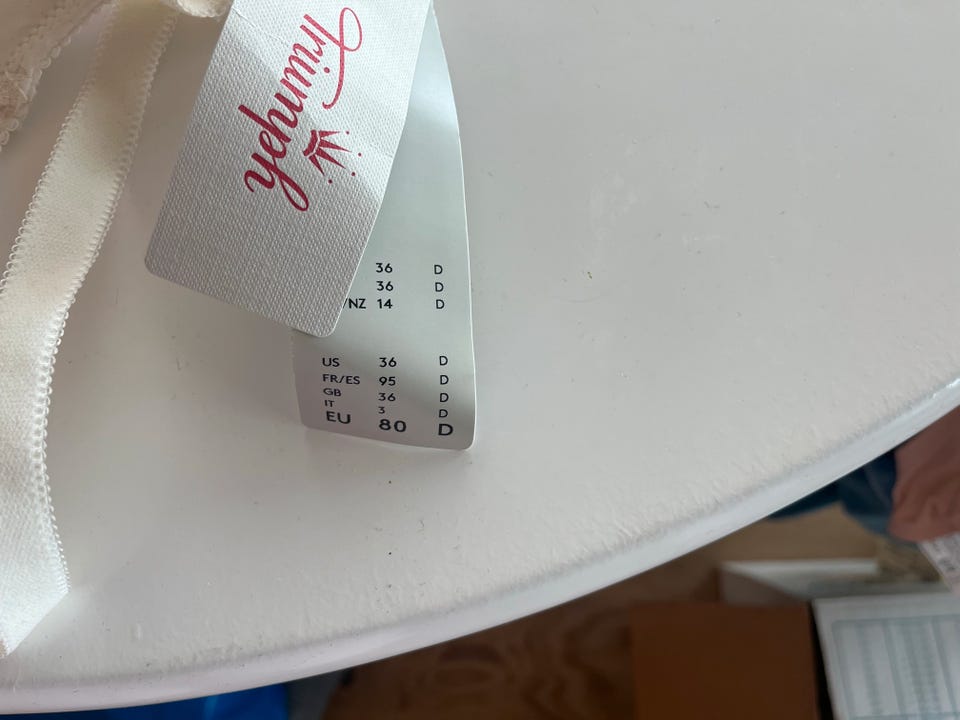 Triumph
36 D
36 D
/NZ 14 D
US 36 D
FR/ES 95 D
GB 36 D
IT 3 D
EU 80 D